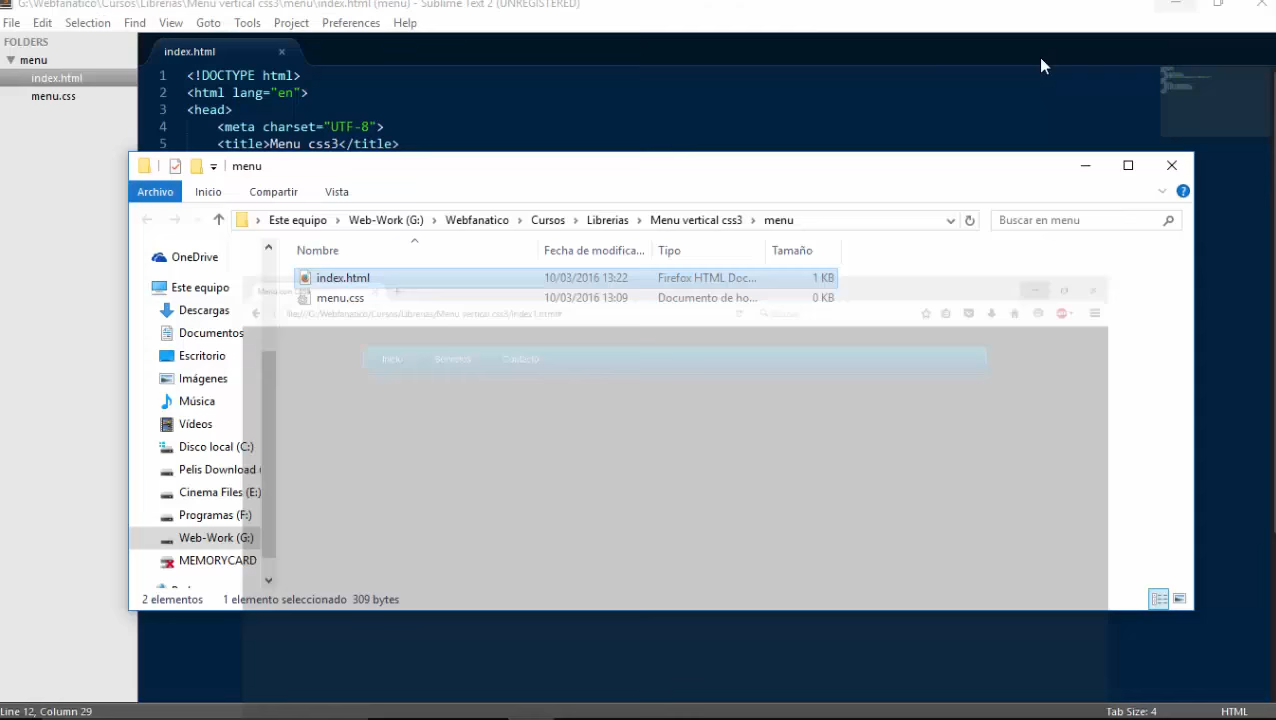 G:\Webfanatico\Cursos\Librerias\Menu vertical css3\menu\index.html (menu) - Sublime Text 2 (UNREGISTERED)
File Edit Selection Find View Goto Tools Project Preferences Help
FOLDERS
menu
index.html
menu.css
index.html
1 <!DOCTYPE html>
2 <html lang="en">
3 <head>
4 <meta charset="UTF-8">
5 <title>Menu css3</title>
menu
Archivo Inicio Compartir Vista
Este equipo Web-Work (G:) Webfanatico Cursos Librerias Menu vertical css3 menu
Buscar en menu
Nombre Fecha de modifica... Tipo Tamaño
index.html 10/03/2016 13:22 Firefox HTML Doc... 1 KB
menu.css 10/03/2016 13:09 Documento de ho... 0 KB
OneDrive
Este equipo
Descargas
Documentos
Escritorio
Imágenes
Música
Vídeos
Disco local (C:)
Pelis Download
Cinema Files (E:)
Programas (F:)
Web-Work (G:)
MEMORYCARD
Inicio Servicios Contacto
2 elementos 1 elemento seleccionado 309 bytes
Line 12, Column 29
Tab Size: 4 HTML